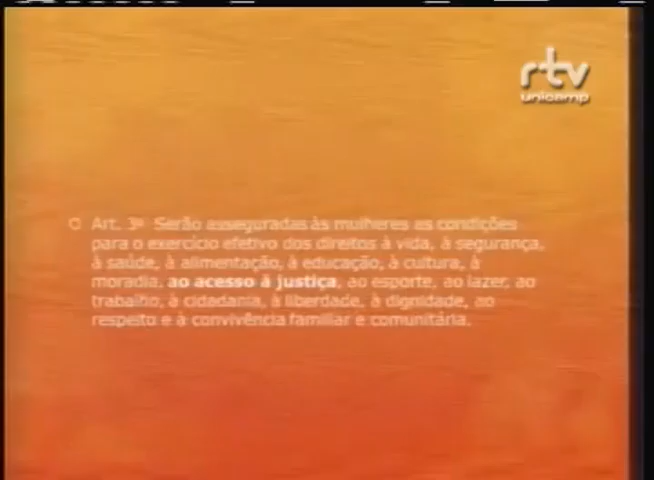 rtv
unicamp
Art. 3º Serão asseguradas às mulheres as condições
para o exercício efetivo dos direitos à vida, à segurança,
à saúde, à alimentação, à educação, à cultura, à
moradia, ao acesso à justiça, ao esporte, ao lazer, ao
trabalho, à cidadania, à liberdade, à dignidade, ao
respeito e à convivência familiar e comunitária.